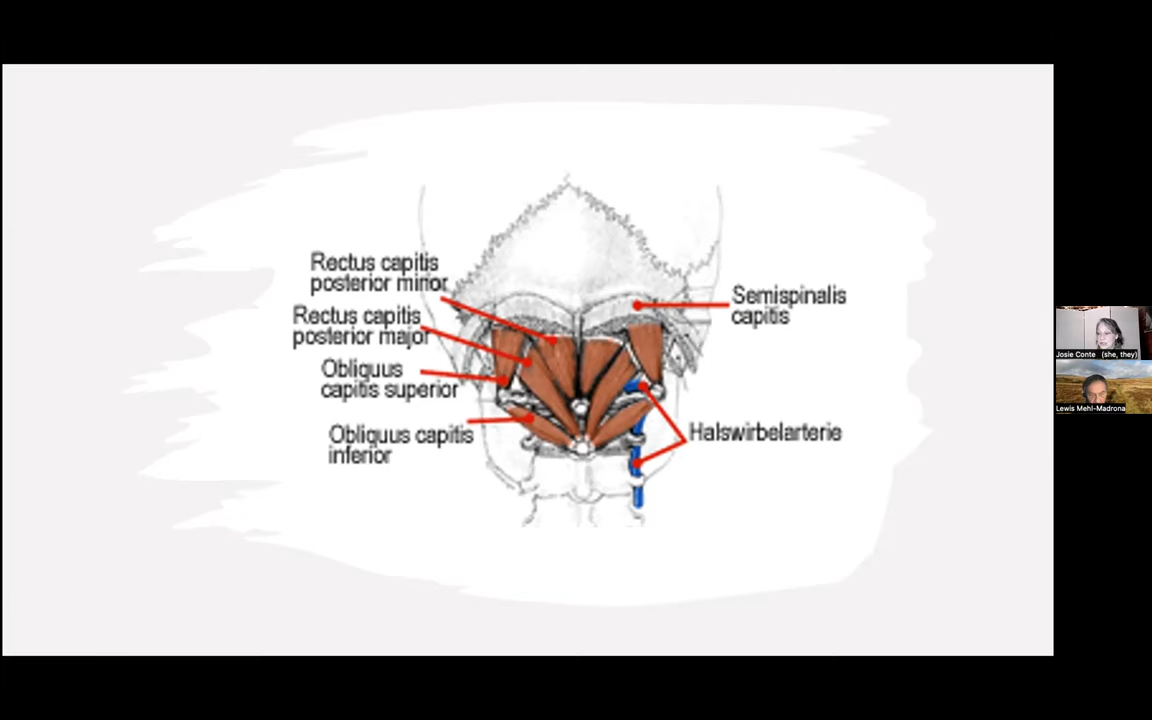 Rectus capitis
posterior minor
Rectus capitis
posterior major
Obliquus
capitis superior
Obliquus capitis
inferior
Semispinalis
capitis
Halswirbelarterie
Josie Conte (she, they)
Lewis Mehl-Madrona